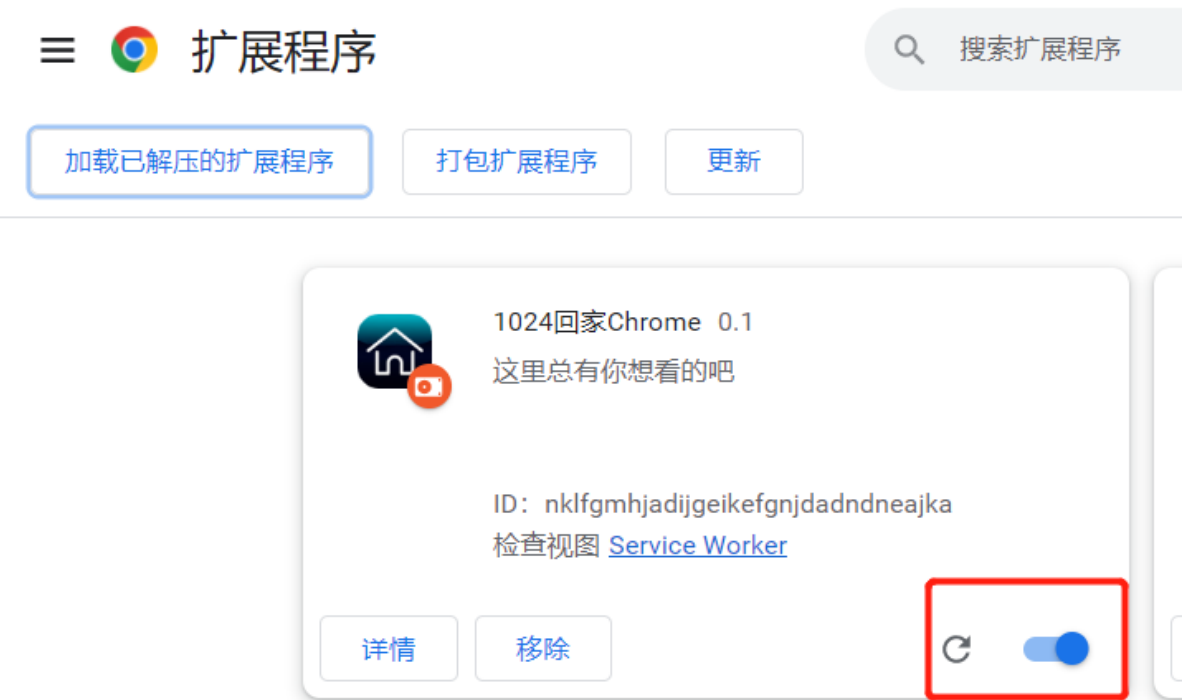 扩展程序
搜索扩展程序
加载已解压的扩展程序
打包扩展程序
更新
1024回家Chrome 0.1
这里总有你想看的吧
ID：nklfgmhjadijgeikefgnjdadndneajka
检查视图 Service Worker
详情
移除